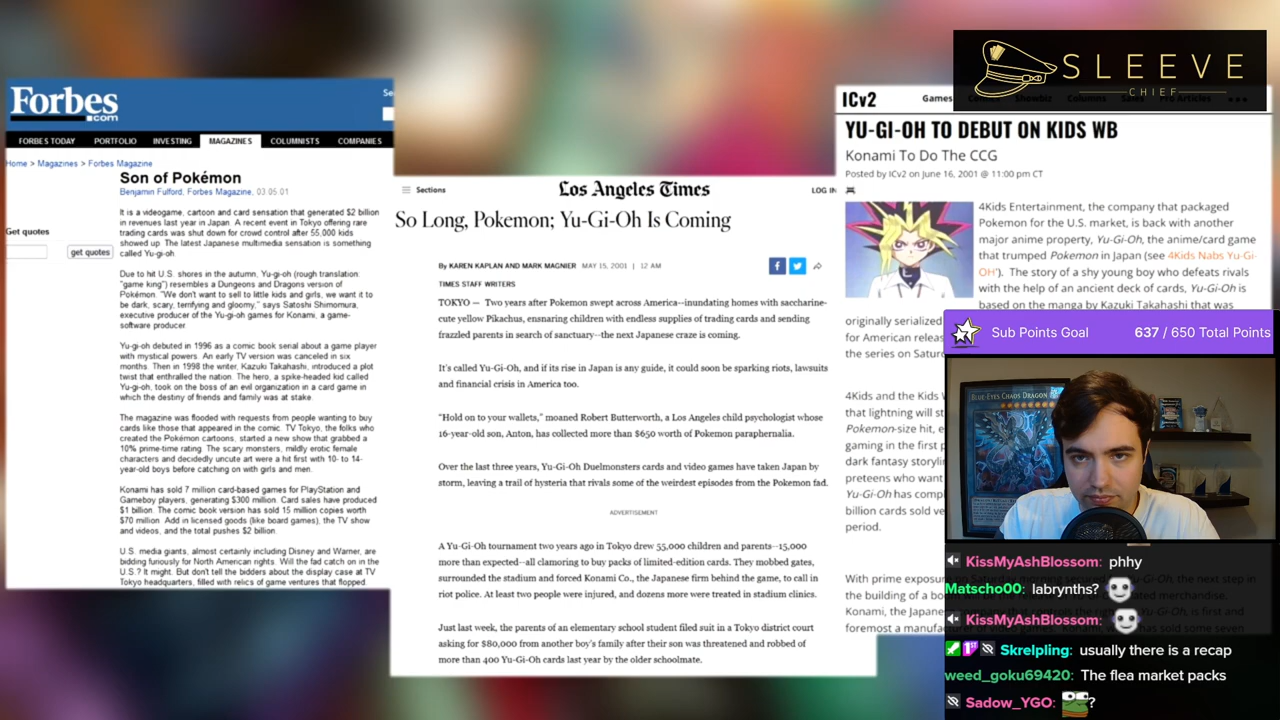 Forbes
.com
Se
FORBES TODAY PORTFOLIO INVESTING MAGAZINES COLUMNISTS COMPANIES
Home > Magazines > Forbes Magazine
Son of Pokémon
Benjamin Fulford, Forbes Magazine, 03.05.01
Get quotes
get quotes
It is a videogame, cartoon and card sensation that generated $2 billion
in revenues last year in Japan. A recent event in Tokyo offering rare
trading cards was shut down for crowd control after 55,000 kids
showed up. The latest Japanese multimedia sensation is something
called Yu-gi-oh.
Due to hit U.S. shores in the autumn, Yu-gi-oh (rough translation:
"game king") resembles a Dungeons and Dragons version of
Pokémon. "We don't want to sell to little kids and girls, we want it to
be dark, scary, terrifying and gloomy," says Satoshi Shimomura,
executive producer of the Yu-gi-oh games for Konami, a game-
software producer.
Yu-gi-oh debuted in 1996 as a comic book serial about a game player
with mystical powers. An early TV version was canceled in six
months. Then in 1998 the writer, Kazuki Takahashi, introduced a plot
twist that enthralled the nation. The hero, a spike-headed kid called
Yu-gi-oh, took on the boss of an evil organization in a card game in
which the destiny of friends and family was at stake.
The magazine was flooded with requests from people wanting to buy
cards like those that appeared in the comic. TV Tokyo, the folks who
created the Pokémon cartoons, started a new show that grabbed a
10% prime-time rating. The scary monsters, mildly erotic female
characters and decidedly uncute art were a hit first with 10- to 14-
year-old boys before catching on with girls and men.
Konami has sold 7 million card-based games for PlayStation and
Gameboy players, generating $300 million. Card sales have produced
$1 billion. The comic book version has sold 15 million copies worth
$70 million. Add in licensed goods (like board games), the TV show
and videos, and the total pushes $2 billion.
U.S. media giants, almost certainly including Disney and Warner, are
bidding furiously for North American rights. Will the fad catch on in the
U.S.? It might. But don't tell the bidders about the display case at TV
Tokyo headquarters, filled with relics of game ventures that flopped.
Sections
Los Angeles Times
LOG IN
So Long, Pokemon; Yu-Gi-Oh Is Coming
By KAREN KAPLAN AND MARK MAGNIER MAY 15, 2001 | 12 AM
TIMES STAFF WRITERS
TOKYO — Two years after Pokemon swept across America--inundating homes with saccharine-
cute yellow Pikachus, ensnaring children with endless supplies of trading cards and sending
frazzled parents in search of sanctuary--the next Japanese craze is coming.
It's called Yu-Gi-Oh, and if its rise in Japan is any guide, it could soon be sparking riots, lawsuits
and financial crisis in America too.
"Hold on to your wallets," moaned Robert Butterworth, a Los Angeles child psychologist whose
16-year-old son, Anton, has collected more than $650 worth of Pokemon paraphernalia.
Over the last three years, Yu-Gi-Oh Duelmonsters cards and video games have taken Japan by
storm, leaving a trail of hysteria that rivals some of the weirdest episodes from the Pokemon fad.
ADVERTISEMENT
A Yu-Gi-Oh tournament two years ago in Tokyo drew 55,000 children and parents--15,000
more than expected--all clamoring to buy packs of limited-edition cards. They mobbed gates,
surrounded the stadium and forced Konami Co., the Japanese firm behind the game, to call in
riot police. At least two people were injured, and dozens more were treated in stadium clinics.
Just last week, the parents of an elementary school student filed suit in a Tokyo district court
asking for $80,000 from another boy's family after their son was threatened and robbed of
more than 400 Yu-Gi-Oh cards last year by the older schoolmate.
SLEEVE
CHIEF
ICv2
Games
YU-GI-OH TO DEBUT ON KIDS WB
Konami To Do The CCG
Posted by ICv2 on June 16, 2001 @ 11:00 pm CT
4Kids Entertainment, the company that packaged
Pokemon for the U.S. market, is back with another
major anime property, Yu-Gi-Oh, the anime/card game
that trumped Pokemon in Japan (see 4Kids Nabs Yu-Gi-
OH'). The story of a shy young boy who defeats rivals
with the help of an ancient deck of cards, Yu-Gi-Oh is
based on the manga by Kazuki Takahashi that was
originally serialized
for American releas
the series on Satur
4Kids and the Kids
that lightning will st
Pokemon-size hit, e
gaming in the first p
dark fantasy storylin
preteens who want
Yu-Gi-Oh has comp
billion cards sold ve
period.
With prime exposure
the building of a bo
Konami, the Japane
foremost a manufa
Sub Points Goal 637 / 650 Total Points
BLUE-EYES CHAOS DRAGON
KissMyAshBlossom: phhy
Matscho00: labrynths?
KissMyAshBlossom:
Skrelpling: usually there is a recap
weed_goku69420: The flea market packs
Sadow_YGO: ?